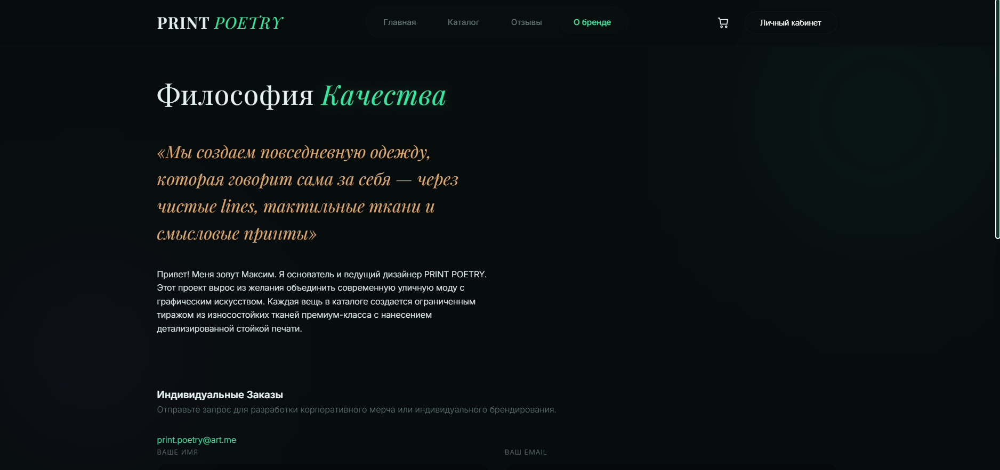 PRINT POETRY
Главная
Каталог
Отзывы
О бренде
Личный кабинет
Философия Качества
«Мы создаем повседневную одежду,
которая говорит сама за себя — через
чистые lines, тактильные ткани и
смысловые принты»
Привет! Меня зовут Максим. Я основатель и ведущий дизайнер PRINT POETRY.
Этот проект вырос из желания объединить современную уличную моду с
графическим искусством. Каждая вещь в каталоге создается ограниченным
тиражом из износостойких тканей премиум-класса с нанесением
детализированной стойкой печати.
Индивидуальные Заказы
Отправьте запрос для разработки корпоративного мерча или индивидуального брендирования.
print.poetry@art.me
ВАШЕ ИМЯ
ВАШ EMAIL